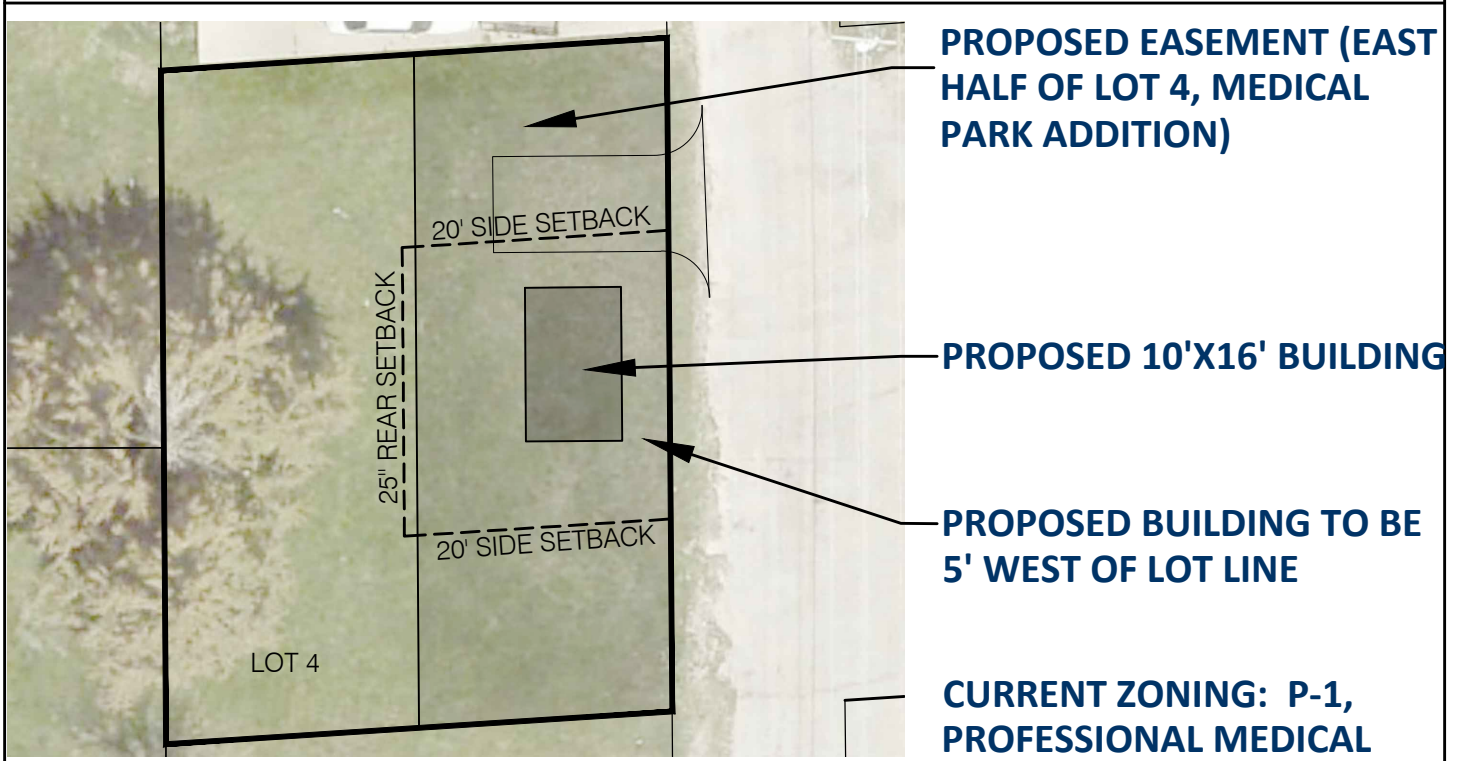 PROPOSED EASEMENT (EAST
HALF OF LOT 4, MEDICAL
PARK ADDITION)
20' SIDE SETBACK
25" REAR SETBACK
PROPOSED 10'X16' BUILDING
PROPOSED BUILDING TO BE
5' WEST OF LOT LINE
20' SIDE SETBACK
LOT 4
CURRENT ZONING: P-1,
PROFESSIONAL MEDICAL